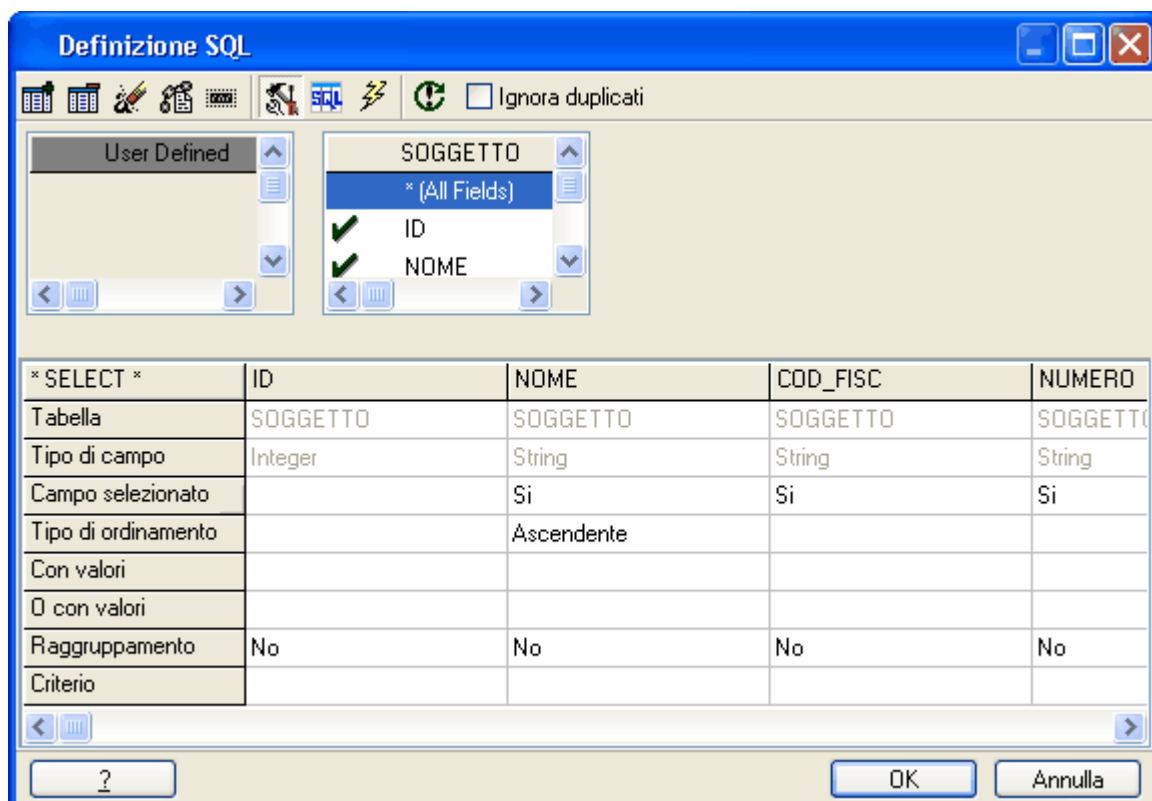 Definizione SQL
SQL Ignora duplicati
User Defined
SOGGETTO
* (All Fields)
ID
NOME
* SELECT * ID NOME COD_FISC NUMERO
Tabella SOGGETTO SOGGETTO SOGGETTO SOGGETTO
Tipo di campo Integer String String String
Campo selezionato Si Si Si
Tipo di ordinamento Ascendente
Con valori
O con valori
Raggruppamento No No No No
Criterio
? OK Annulla